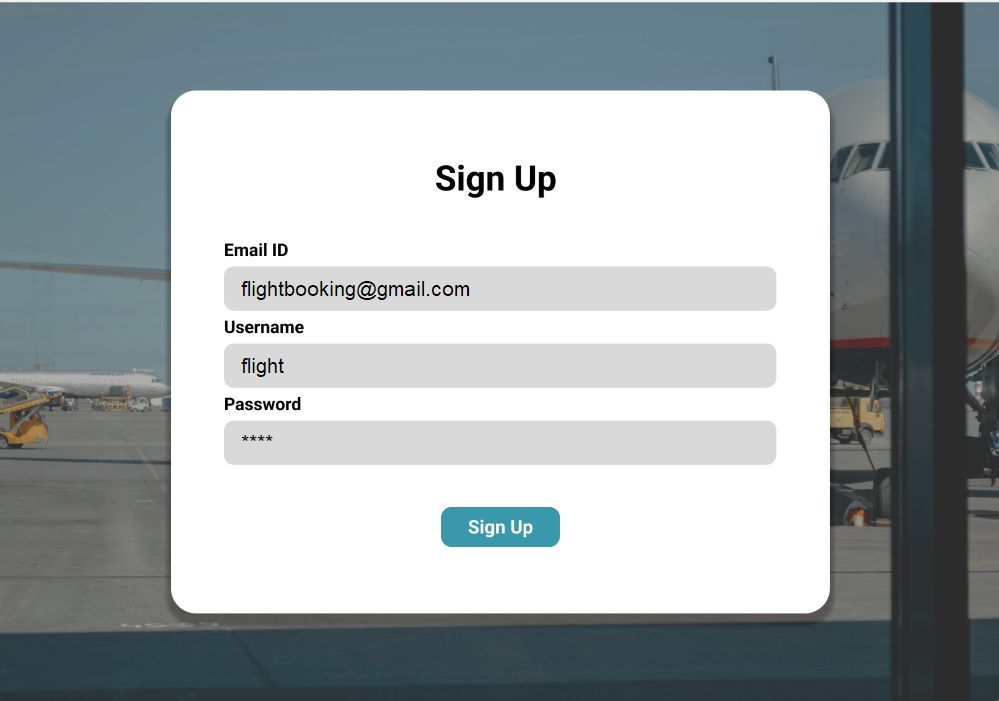 Sign Up
Email ID
flightbooking@gmail.com
Username
flight
Password
****
Sign Up